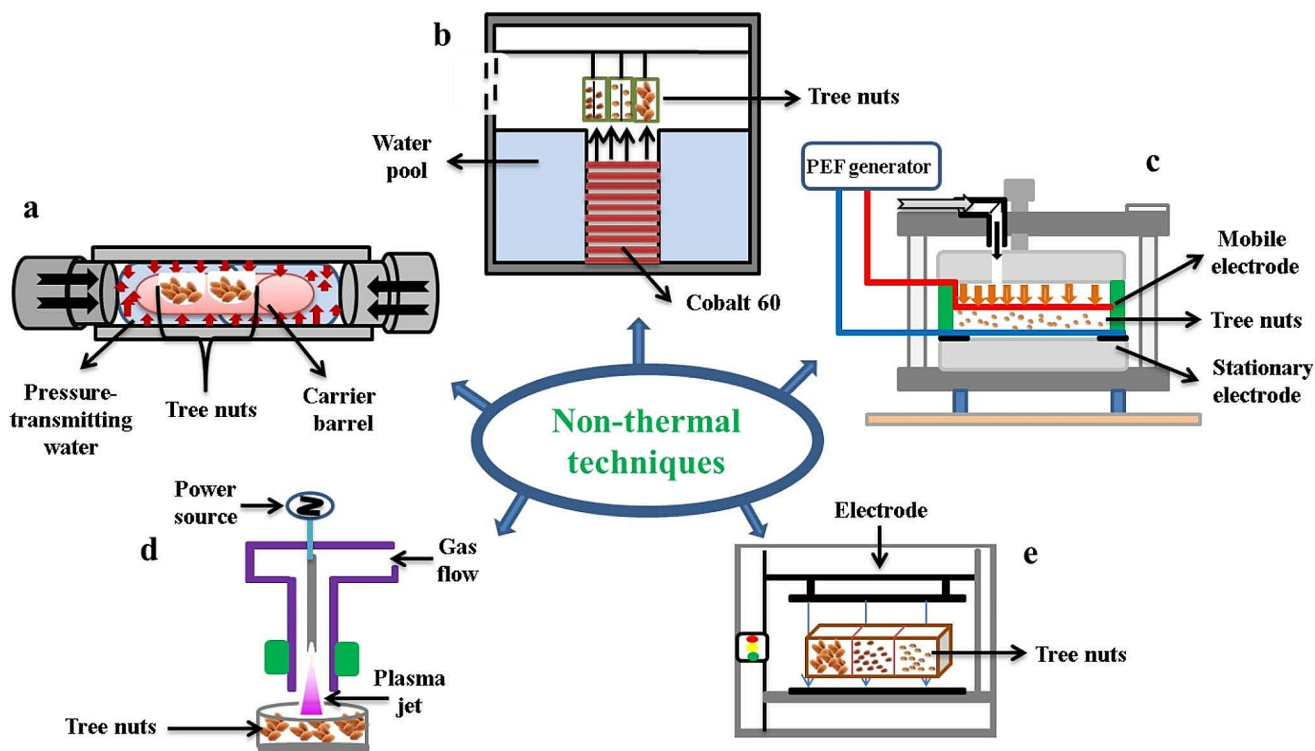 a
Pressure-
transmitting
water
Tree nuts
Carrier
barrel
b
Water
pool
Tree nuts
Cobalt 60
PEF generator
c
Mobile
electrode
Tree nuts
Stationary
electrode
Non-thermal
techniques
d
Power
source
Gas
flow
Plasma
jet
Tree nuts
e
Electrode
Tree nuts